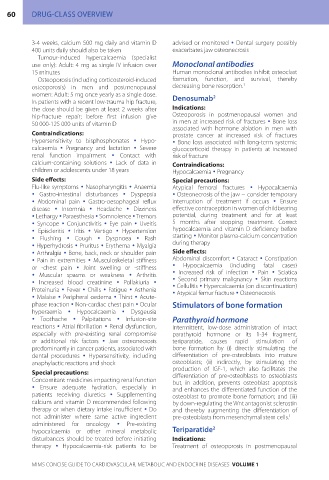 60 DRUG-CLASS OVERVIEW
3-4 weeks, calcium 500 mg daily and vitamin D
400 units daily should also be taken
Tumour-induced hypercalcaemia (specialist
use only): Adult: 4 mg as single IV infusion over
15 minutes
Osteoporosis (including corticosteroid-induced
osteoporosis) in men and postmenopausal
women: Adult: 5 mg once yearly as a single dose.
In patients with a recent low-trauma hip fracture,
the dose should be given at least 2 weeks after
hip-fracture repair; before first infusion give
50 000-125 000 units of vitamin D
Contraindications:
Hypersensitivity to bisphosphonates • Hypo-
calcaemia • Pregnancy and lactation • Severe
renal function impairment • Contact with
calcium-containing solutions • Lack of data in
children or adolescents under 18 years
Side effects:
Flu-like symptoms • Nasopharyngitis • Anaemia
• Gastro-intestinal disturbances • Dyspepsia
• Abdominal pain • Gastro-oesophageal reflux
disease • Insomnia • Headache • Dizziness
• Lethargy • Paraesthesia • Somnolence • Tremors
• Syncope • Conjunctivitis • Eye pain • Uveitis
• Episcleritis • Iritis • Vertigo • Hypertension
• Flushing • Cough • Dyspnoea • Rash
• Hyperhydrosis • Pruritus • Erythema • Myalgia
• Arthralgia • Bone, back, neck or shoulder pain
• Pain in extremities • Musculoskeletal stiffness
or -chest pain • Joint swelling or stiffness
• Muscular spasms or weakness • Arthritis
• Increased blood creatinine • Pollakiuria •
Proteinuria • Fever • Chills • Fatigue • Asthenia
• Malaise • Peripheral oedema • Thirst • Acute-
phase reaction • Non-cardiac chest pain • Ocular
hyperaemia • Hypocalcaemia • Dysgeusia
• Toothache • Palpitations • Infusion-site
reactions • Atrial fibrillation • Renal dysfunction,
especially with pre-existing renal compromise
or additional risk factors • Jaw osteonecrosis
predominantly in cancer patients, associated with
dental procedures • Hypersensitivity, including
anaphylactic reactions and shock
Special precautions:
Concomitant medicines impacting renal function
• Ensure adequate hydration, especially in
patients receiving diuretics • Supplementing
calcium and vitamin D recommended following
therapy or when dietary intake insufficient • Do
not administer where same active ingredient
administered for oncology • Pre-existing
hypocalcaemia or other mineral metabolic
disturbances should be treated before initiating
therapy • Hypocalcaemia-risk patients to be
advised or monitored • Dental surgery possibly
exacerbates jaw osteonecrosis
Monoclonal antibodies
Human monoclonal antibodies inhibit osteoclast
formation, function, and survival, thereby
decreasing bone resorption.¹
Denosumab²
Indications:
Osteoporosis in postmenopausal women and
in men at increased risk of fractures • Bone loss
associated with hormone ablation in men with
prostate cancer at increased risk of fractures
• Bone loss associated with long-term systemic
glucocorticoid therapy in patients at increased
risk of fracture
Contraindications:
Hypocalcaemia • Pregnancy
Special precautions:
Atypical femoral fractures • Hypocalcaemia
• Osteonecrosis of the jaw – consider temporary
interruption of treatment if occurs • Ensure
effective contraception in women of childbearing
potential, during treatment and for at least
5 months after stopping treatment. Correct
hypocalcaemia and vitamin D deficiency before
starting • Monitor plasma-calcium concentration
during therapy
Side effects:
Abdominal discomfort • Cataract • Constipation
• Hypocalcaemia (including fatal cases)
• Increased risk of infection • Pain • Sciatica
• Second primary malignancy • Skin reactions
• Cellulitis • Hypercalcaemia (on discontinuation)
• Atypical femur fracture • Osteonecrosis
Stimulators of bone formation
Parathyroid hormone
Intermittent, low-dose administration of intact
parathyroid hormone or its 1-34 fragment,
teriparatide, causes rapid stimulation of
bone formation by (i) directly stimulating the
differentiation of pre-osteoblasts into mature
osteoblasts; (ii) indirectly, by stimulating the
production of IGF-1, which also facilitates the
differentiation of pre-osteoblasts to osteoblasts
but in addition, prevents osteoblast apoptosis
and enhances the differentiated function of the
osteoblast to promote bone formation; and (iii)
by down-regulating the Wnt antagonist sclerostin
and thereby augmenting the differentiation of
pre-osteoblasts from mesenchymal stem cells.¹
Teriparatide²
Indications:
Treatment of osteoporosis in postmenopausal
MIMS CONCISE GUIDE TO CARDIOVASCULAR, METABOLIC AND ENDOCRINE DISEASES VOLUME 1